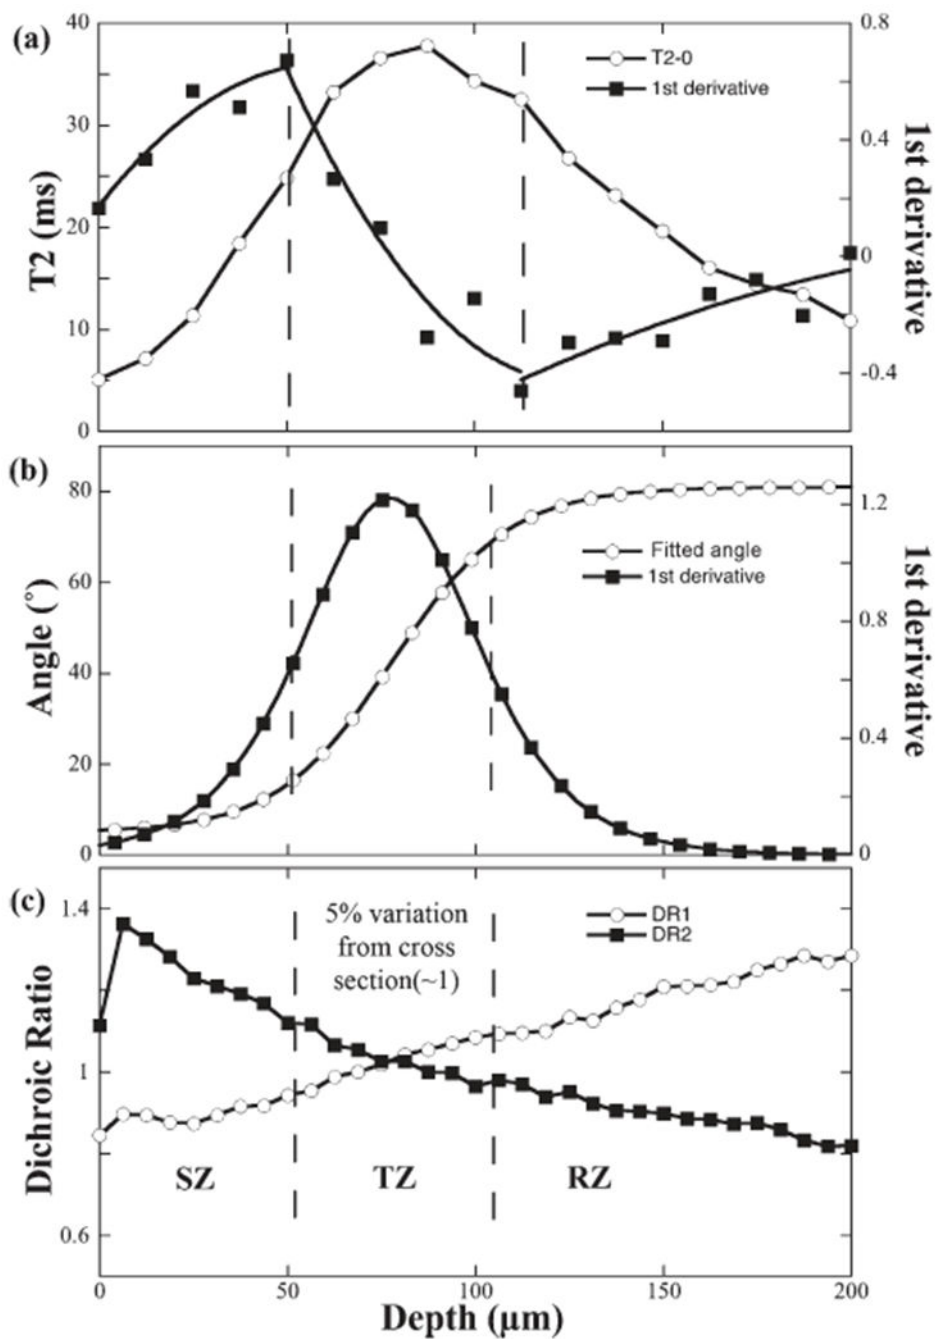 (a)
40
30
20
10
0
T2 (ms)
T2-0
1st derivative
0.8
0.4
0
-0.4
1st derivative
(b)
80
60
40
20
0
Angle (°)
Fitted angle
1st derivative
1.2
0.8
0.4
0
1st derivative
(c)
1.4
1
0.6
Dichroic Ratio
5% variation
from cross
section(~1)
DR1
DR2
SZ
TZ
RZ
0
50
100
150
200
Depth (μm)